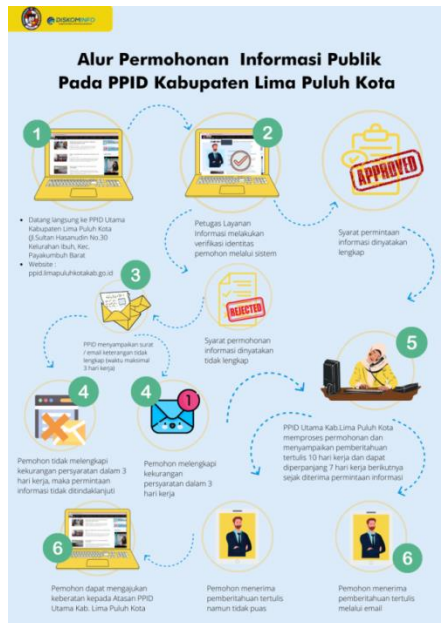 DISKOMINFO
Alur Permohonan Informasi Publik
Pada PPID Kabupaten Lima Puluh Kota
1
2
APPROVED
• Datang langsung ke PPID Utama
Kabupaten Lima Puluh Kota
(Jl.Sultan Hasanudin No.30
Kelurahan Ibuh, Kec.
Payakumbuh Barat
• Website :
ppid.limapuluhkotakab.go.id
Petugas Layanan
Informasi melakukan
verifikasi identitas
pemohon melalui sistem
Syarat permintaan
informasi dinyatakan
lengkap
3
REJECTED
PPID menyampaikan surat
/ email keterangan tidak
lengkap (waktu maksimal
3 hari kerja)
Syarat permohonan
informasi dinyatakan
tidak lengkap
5
4
4
1
PPID Utama Kab.Lima Puluh Kota
memproses permohonan dan
menyampaikan pemberitahuan
tertulis 10 hari kerja dan dapat
diperpanjang 7 hari kerja berikutnya
sejak diterima permintaan informasi
Pemohon tidak melengkapi
kekurangan persyaratan dalam 3
hari kerja, maka permintaan
informasi tidak ditindaklanjuti
Pemohon melengkapi
kekurangan
persyaratan dalam 3
hari kerja
6
6
Pemohon dapat mengajukan
keberatan kepada Atasan PPID
Utama Kab. Lima Puluh Kota
Pemohon menerima
pemberitahuan tertulis
namun tidak puas
Pemohon menerima
pemberitahuan tertulis
melalui email